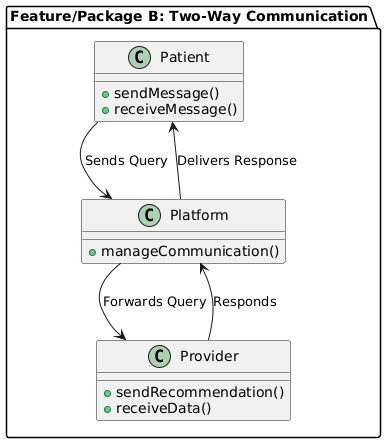 Feature/Package B: Two-Way Communication
C Patient
sendMessage()
receiveMessage()
Sends Query
Delivers Response
C Platform
manageCommunication()
Forwards Query
Responds
C Provider
sendRecommendation()
receiveData()